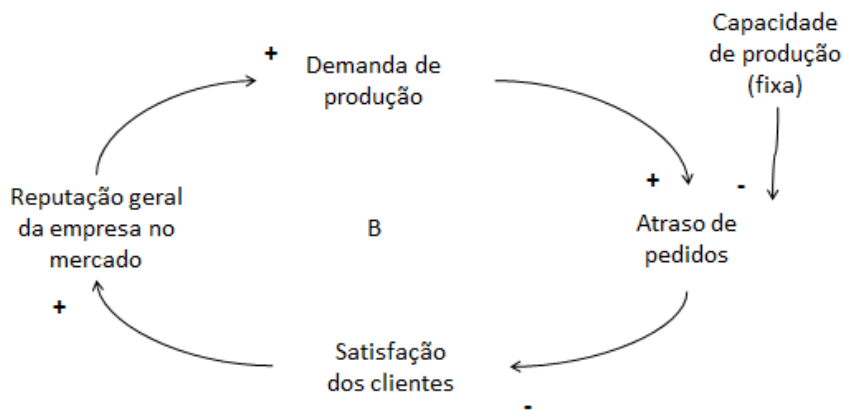 Capacidade
de produção
(fixa)
+
Demanda de
produção
+
-
Reputação geral
da empresa no
mercado
B
Atraso de
pedidos
+
Satisfação
dos clientes
-